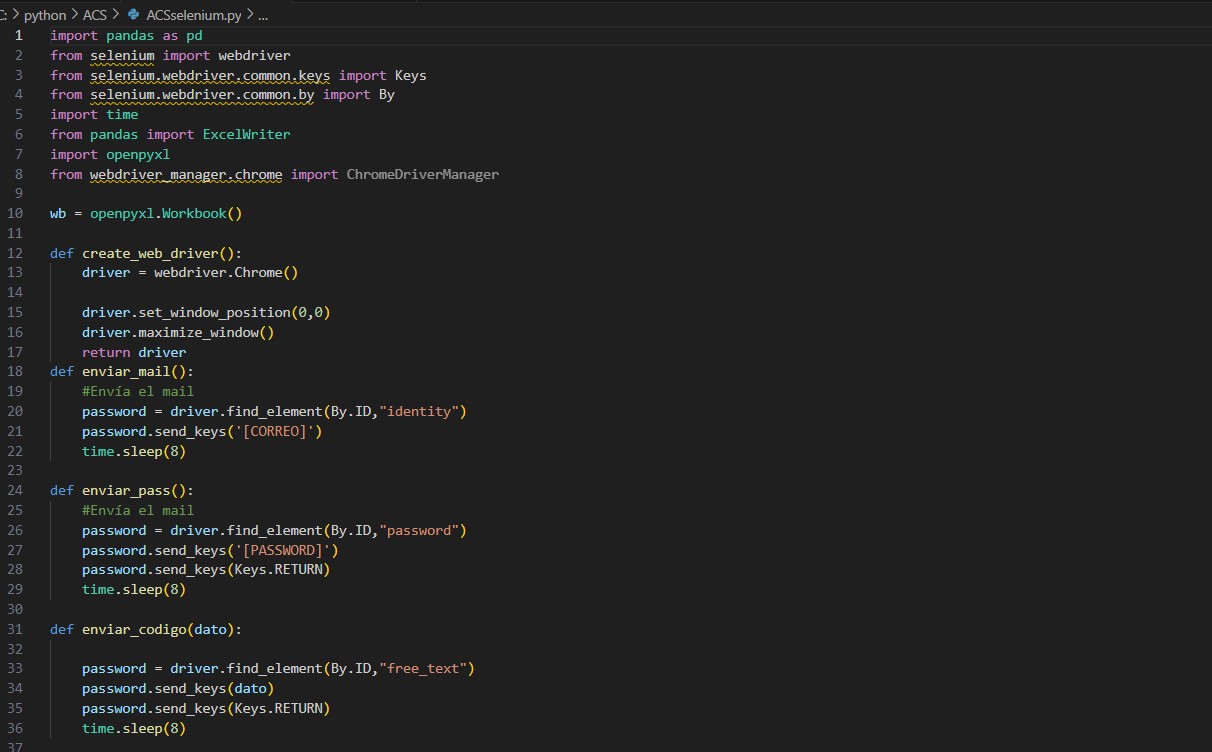 C: > python > ACS > ACSselenium.py > ...
1 import pandas as pd
2 from selenium import webdriver
3 from selenium.webdriver.common.keys import Keys
4 from selenium.webdriver.common.by import By
5 import time
6 from pandas import ExcelWriter
7 import openpyxl
8 from webdriver_manager.chrome import ChromeDriverManager
9
10 wb = openpyxl.Workbook()
11
12 def create_web_driver():
13     driver = webdriver.Chrome()
14
15     driver.set_window_position(0,0)
16     driver.maximize_window()
17     return driver
18 def enviar_mail():
19     #Envía el mail
20     password = driver.find_element(By.ID,"identity")
21     password.send_keys('[CORREO]')
22     time.sleep(8)
23
24 def enviar_pass():
25     #Envía el mail
26     password = driver.find_element(By.ID,"password")
27     password.send_keys('[PASSWORD]')
28     password.send_keys(Keys.RETURN)
29     time.sleep(8)
30
31 def enviar_codigo(dato):
32
33     password = driver.find_element(By.ID,"free_text")
34     password.send_keys(dato)
35     password.send_keys(Keys.RETURN)
36     time.sleep(8)
37